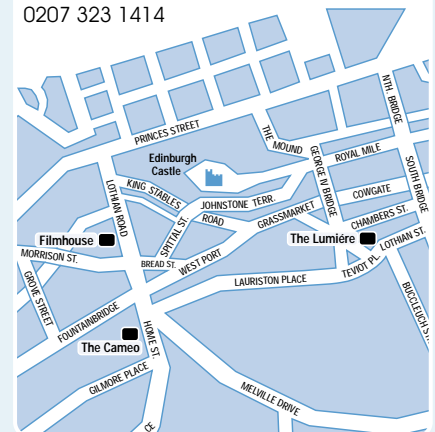 0207 323 1414
NTH. BRIDGE
PRINCES STREET
THE MOUND
GEORGE IV BRIDGE
ROYAL MILE
SOUTH BRIDGE
Edinburgh
Castle
LOTHIAN ROAD
KING STABLES
ROAD
JOHNSTONE TERR.
COWGATE
GRASSMARKET
CHAMBERS ST.
SPITTAL ST.
Filmhouse
The Lumiére
LOTHIAN ST.
MORRISON ST.
BREAD ST.
WEST PORT
TEVIOT PL.
GROVE STREET
LAURISTON PLACE
BUCCLEUCH ST.
FOUNTAINBRIDGE
HOME ST.
The Cameo
GILMORE PLACE
MELVILLE DRIVE
CE